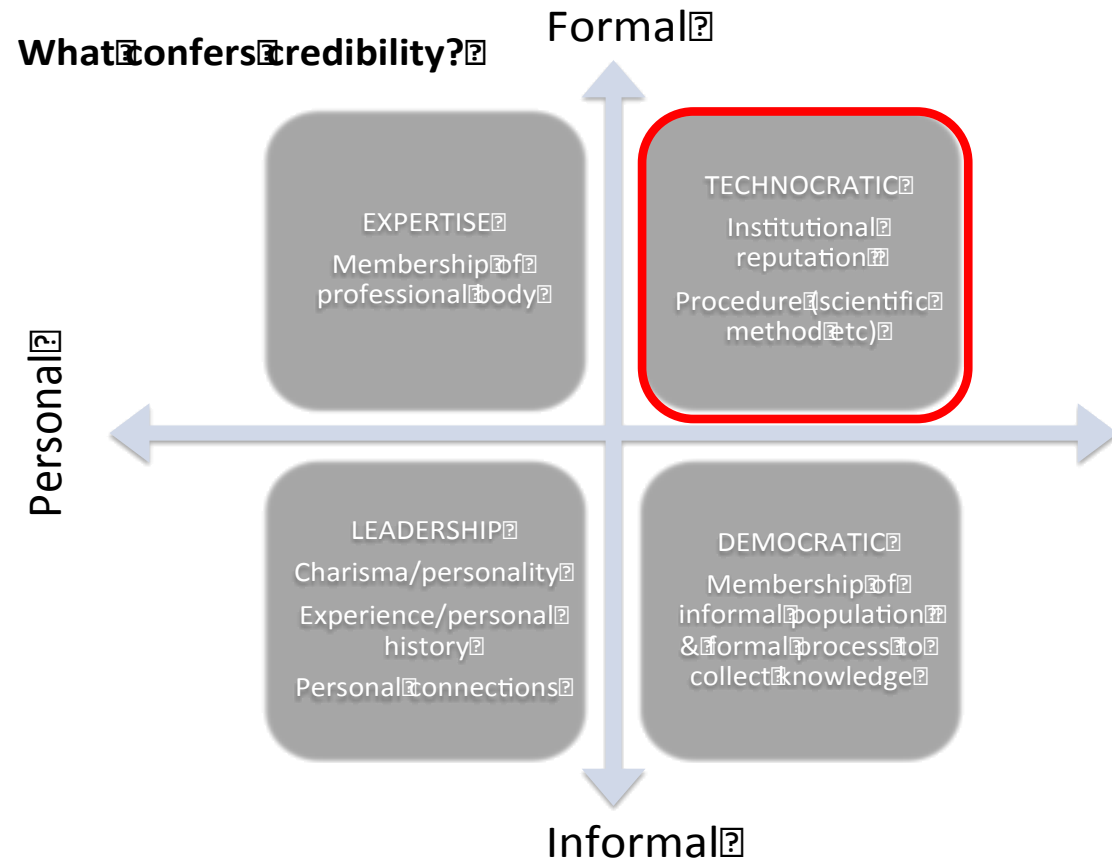 What confers credibility?
Formal
EXPERTISE
Membership of
professional body
TECHNOCRATIC
Institutional
reputation
Procedure (scientific
method etc)
Personal
LEADERSHIP
Charisma/personality
Experience/personal
history
Personal connections
DEMOCRATIC
Membership of
informal population
& formal process to
collect knowledge
Informal